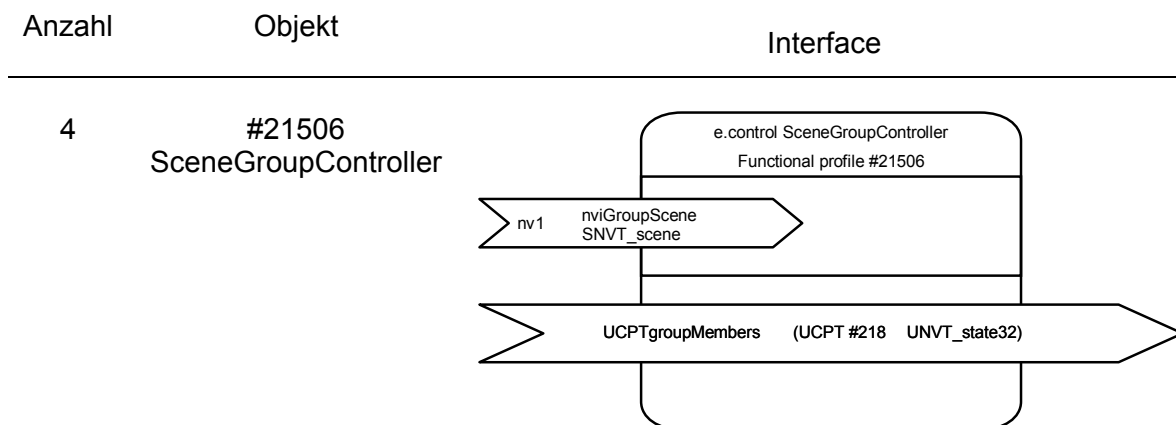 Anzahl Objekt Interface
4 #21506 SceneGroupController
e.control SceneGroupController
Functional profile #21506
nv1 nviGroupScene
SNVT_scene
UCPTgroupMembers (UCPT #218 UNVT_state32)